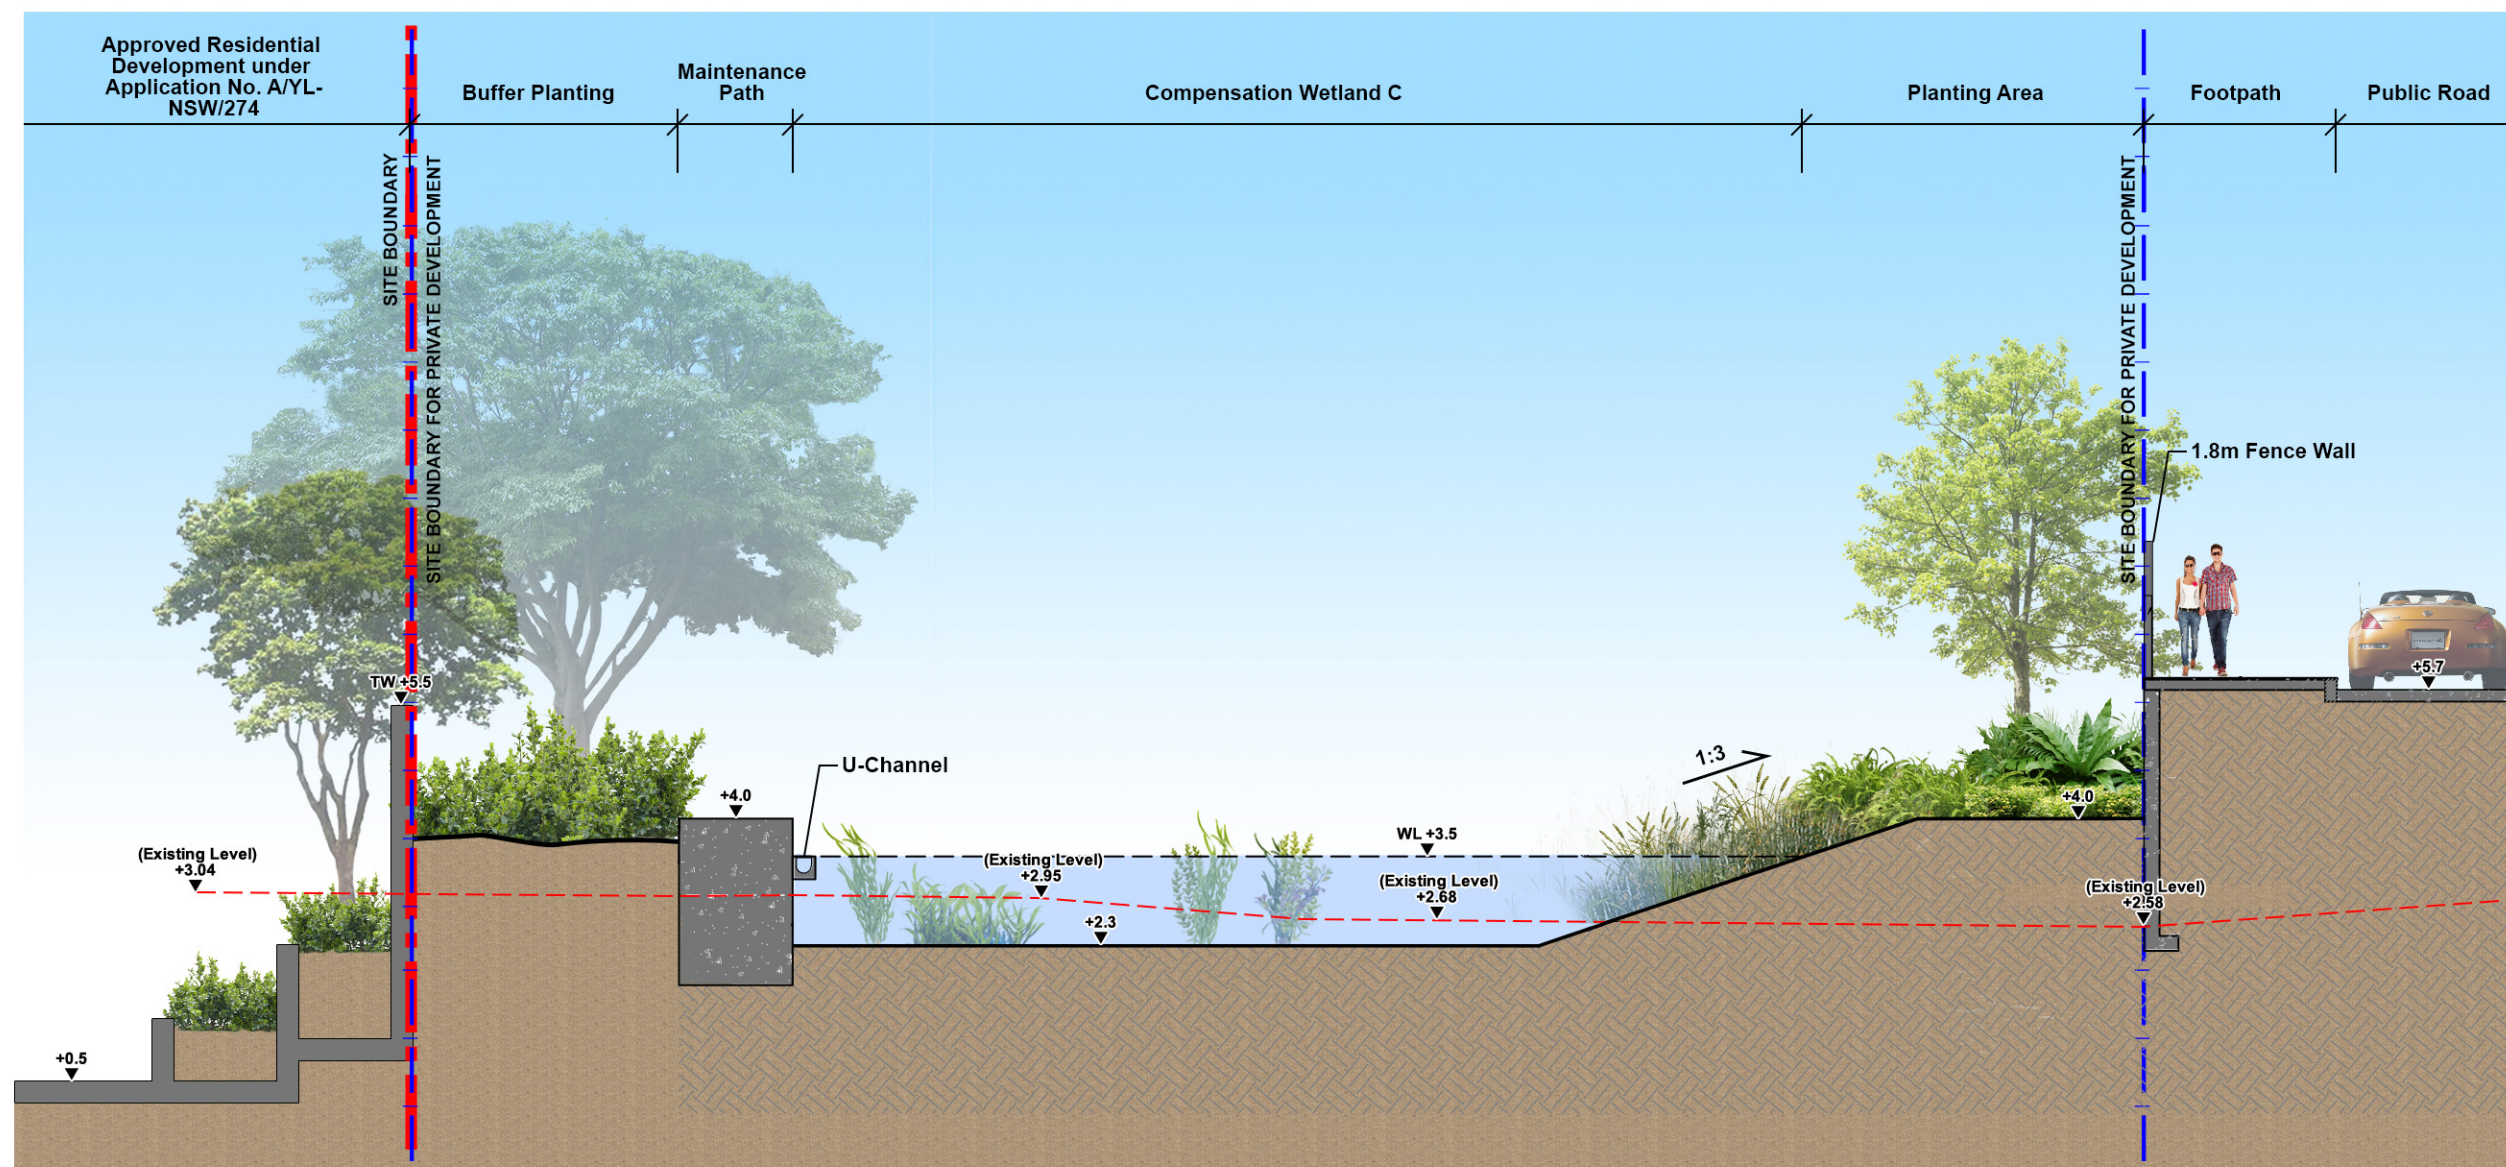 Approved Residential
Development under
Application No. A/YL-
NSW/274
Buffer Planting
Maintenance
Path
Compensation Wetland C
Planting Area
Footpath
Public Road
SITE BOUNDARY
SITE BOUNDARY FOR PRIVATE DEVELOPMENT
SITE BOUNDARY FOR PRIVATE DEVELOPMENT
1.8m Fence Wall
TW +5.5
+5.7
1:3
U-Channel
+4.0
+4.0
WL +3.5
(Existing Level)
+3.04
(Existing Level)
+2.95
(Existing Level)
+2.68
(Existing Level)
+2.58
+2.3
+0.5